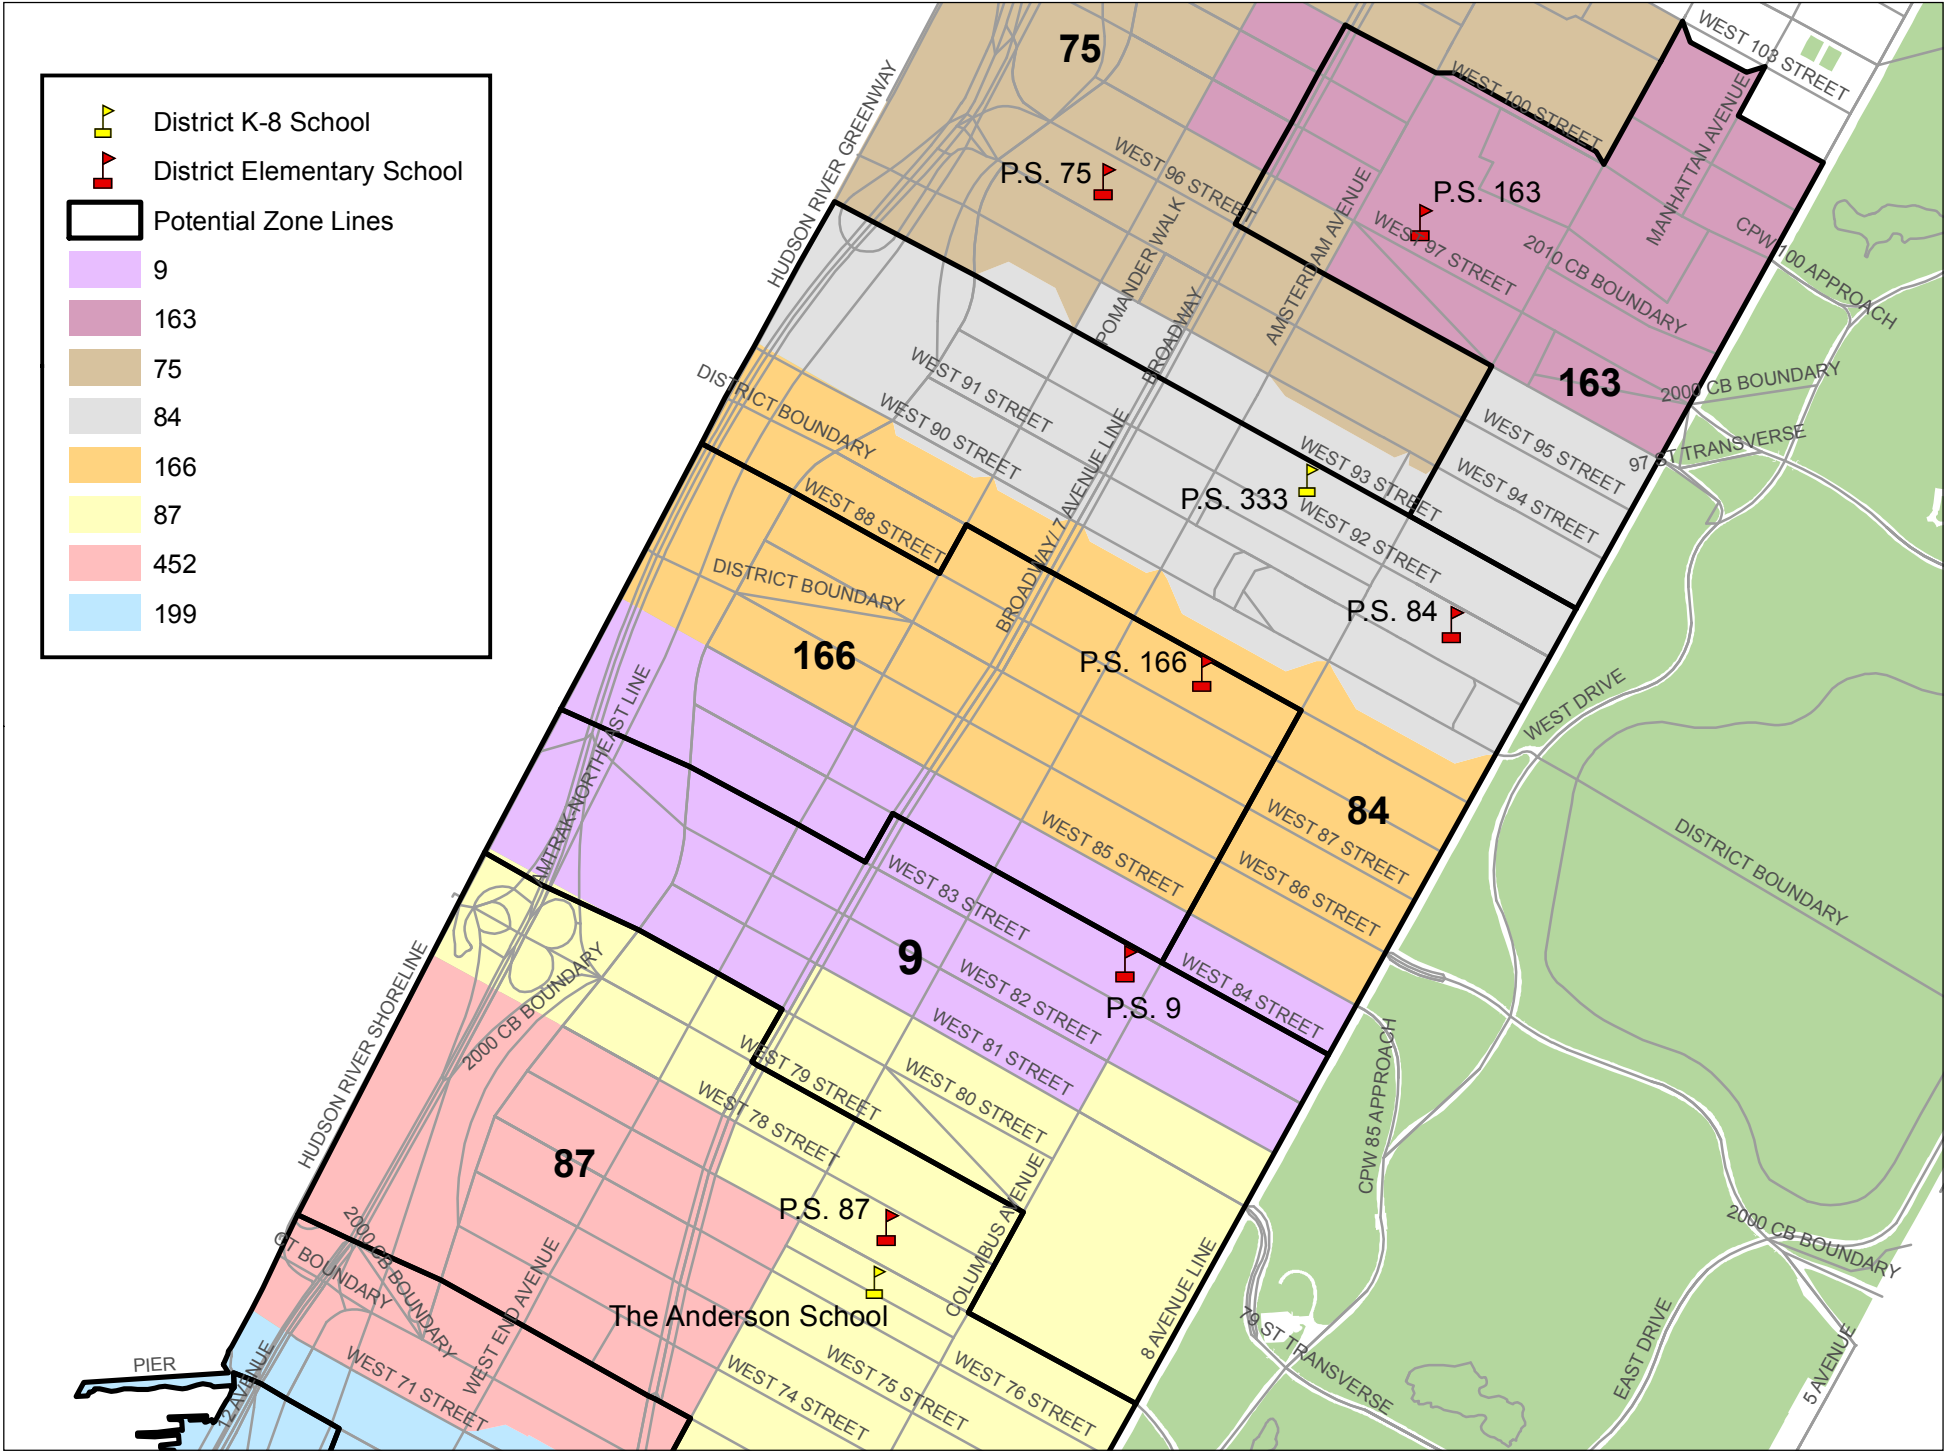 District K-8 School
District Elementary School
Potential Zone Lines
9
163
75
84
166
87
452
199
75
WEST 103 STREET
HUDSON RIVER GREENWAY
WEST 100 STREET
MANHATTAN AVENUE
P.S. 75
WEST 96 STREET
P.S. 163
POMANDER WALK
AMSTERDAM AVENUE
WEST 97 STREET
2010 CB BOUNDARY
CPW 100 APPROACH
BROADWAY
163
2000 CB BOUNDARY
DISTRICT BOUNDARY
WEST 91 STREET
WEST 90 STREET
WEST 95 STREET
97 ST TRANSVERSE
WEST 93 STREET
WEST 94 STREET
BROADWAY/ 7 AVENUE LINE
P.S. 333
WEST 92 STREET
WEST 88 STREET
DISTRICT BOUNDARY
P.S. 84
166
P.S. 166
WEST DRIVE
AMTRAK-NORTHEAST LINE
84
WEST 85 STREET
WEST 87 STREET
WEST 86 STREET
DISTRICT BOUNDARY
WEST 83 STREET
9
WEST 82 STREET
P.S. 9
WEST 84 STREET
HUDSON RIVER SHORELINE
2000 CB BOUNDARY
WEST 81 STREET
WEST 79 STREET
WEST 80 STREET
WEST 78 STREET
CPW 85 APPROACH
87
P.S. 87
COLUMBUS AVENUE
2000 CB BOUNDARY
CT BOUNDARY
2000 CB BOUNDARY
WEST END AVENUE
The Anderson School
8 AVENUE LINE
79 ST TRANSVERSE
EAST DRIVE
5 AVENUE
PIER
12 AVENUE
WEST 71 STREET
WEST 74 STREET
WEST 75 STREET
WEST 76 STREET